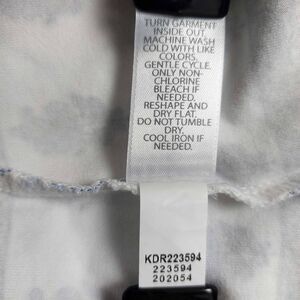 TURN GARMENT
INSIDE OUT.
MACHINE WASH
COLD WITH LIKE
COLORS.
GENTLE CYCLE.
ONLY NON-
CHLORINE
BLEACH IF
NEEDED.
RESHAPE AND
DRY FLAT.
DO NOT TUMBLE
DRY.
COOL IRON IF
NEEDED.
KDR223594
223594
202054